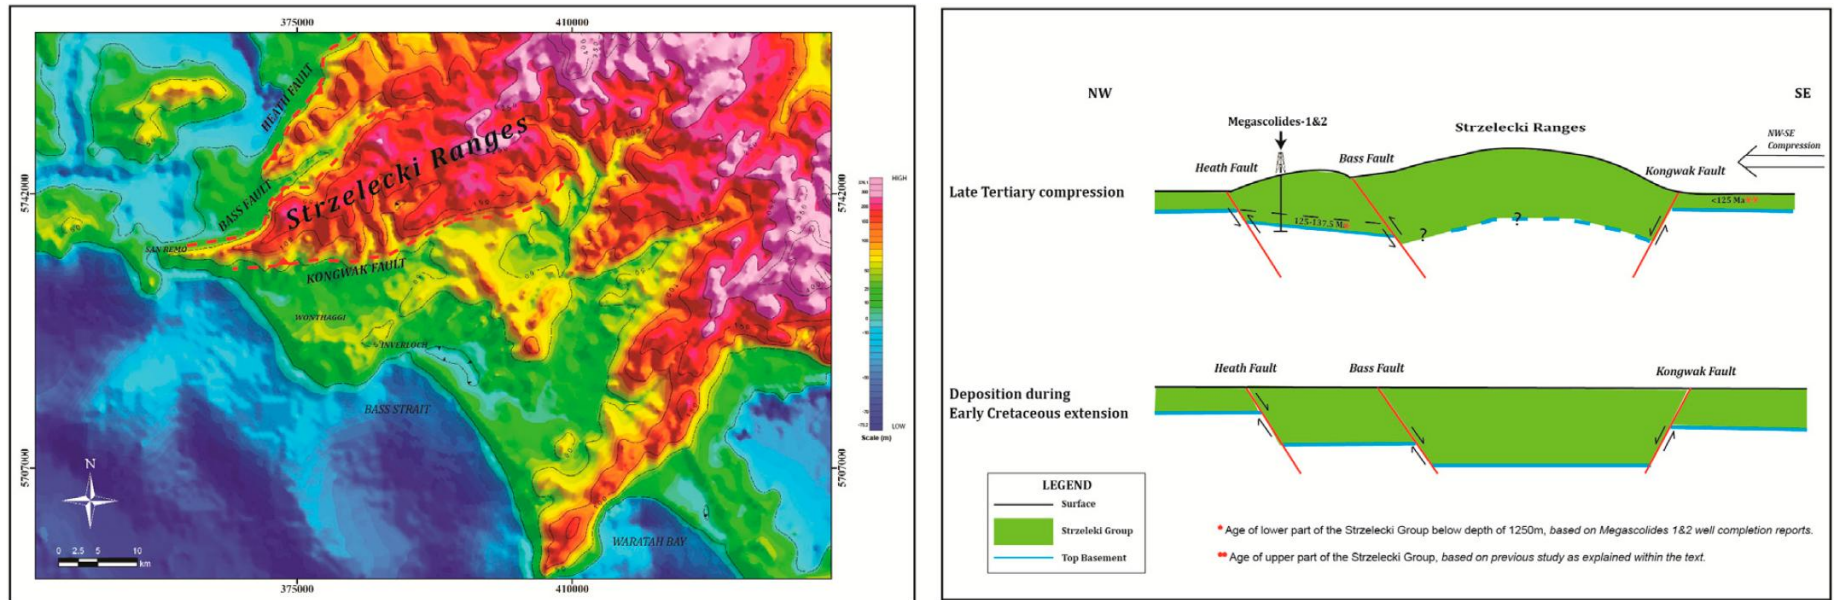 375000
410000
HEATH FAULT
Strzelecki Ranges
BASS FAULT
5742000
5742000
SAN REMO
KONGWAK FAULT
WONTHAGGI
INVERLOCH
BASS STRAIT
HIGH
LOW
Scale (m)
5707000
5707000
N
0 2.5 5 10
km
WARATAH BAY
375000
410000
NW
SE
Megascolides-1&2
Strzelecki Ranges
NW-SE
Compression
Heath Fault
Bass Fault
Kongwak Fault
Late Tertiary compression
<125 Ma**
125-137.5 Ma*
?
?
Heath Fault
Bass Fault
Kongwak Fault
Deposition during
Early Cretaceous extension
LEGEND
Surface
Strzeleki Group
Top Basement
* Age of lower part of the Strzelecki Group below depth of 1250m, based on Megascolides 1&2 well completion reports.
** Age of upper part of the Strzelecki Group, based on previous study as explained within the text.